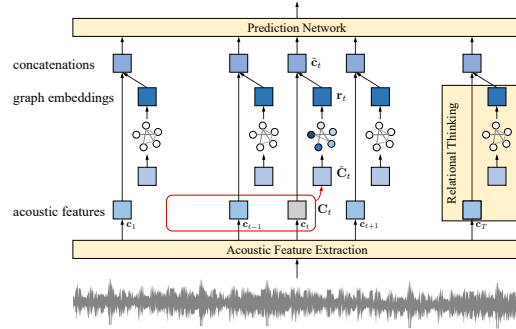 Prediction Network
concatenations
c̃ₜ
graph embeddings
rₜ
Relational Thinking
C̃ₜ
acoustic features
Cₜ
c₁
cₜ₋₁
cₜ
cₜ₊₁
c_T
Acoustic Feature Extraction